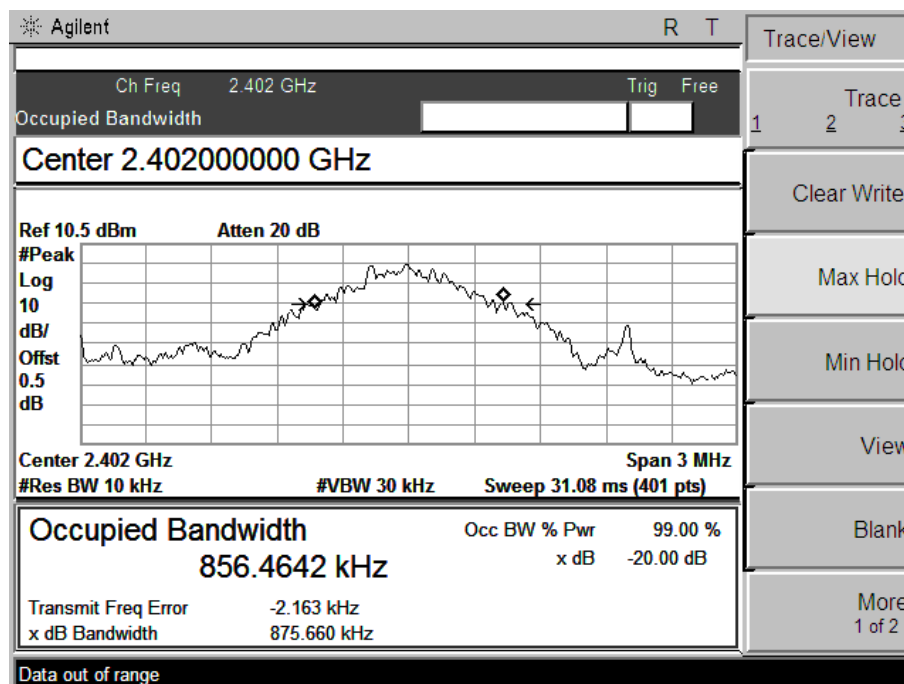 Agilent R T
Trace/View
Ch Freq 2.402 GHz Trig Free
Occupied Bandwidth
Trace
1 2
Center 2.402000000 GHz
Clear Write
Ref 10.5 dBm Atten 20 dB
#Peak
Log
10
dB/
Offst
0.5
dB
Max Hold
Min Hold
Center 2.402 GHz Span 3 MHz
#Res BW 10 kHz #VBW 30 kHz Sweep 31.08 ms (401 pts)
View
Occupied Bandwidth Occ BW % Pwr 99.00 %
856.4642 kHz x dB -20.00 dB
Blank
Transmit Freq Error -2.163 kHz
x dB Bandwidth 875.660 kHz
More
1 of 2
Data out of range